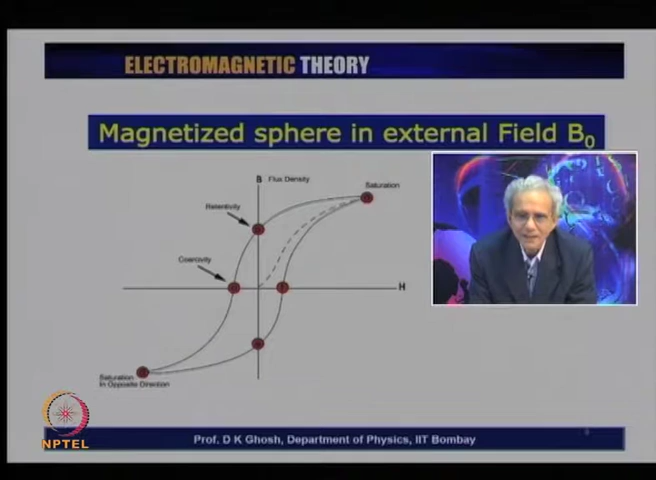 ELECTROMAGNETIC THEORY
Magnetized sphere in external Field B₀
B Flux Density
Saturation
Retentivity
Coerivity
H
Saturation
In Opposite Direction
NPTEL
Prof. D K Ghosh, Department of Physics, IIT Bombay